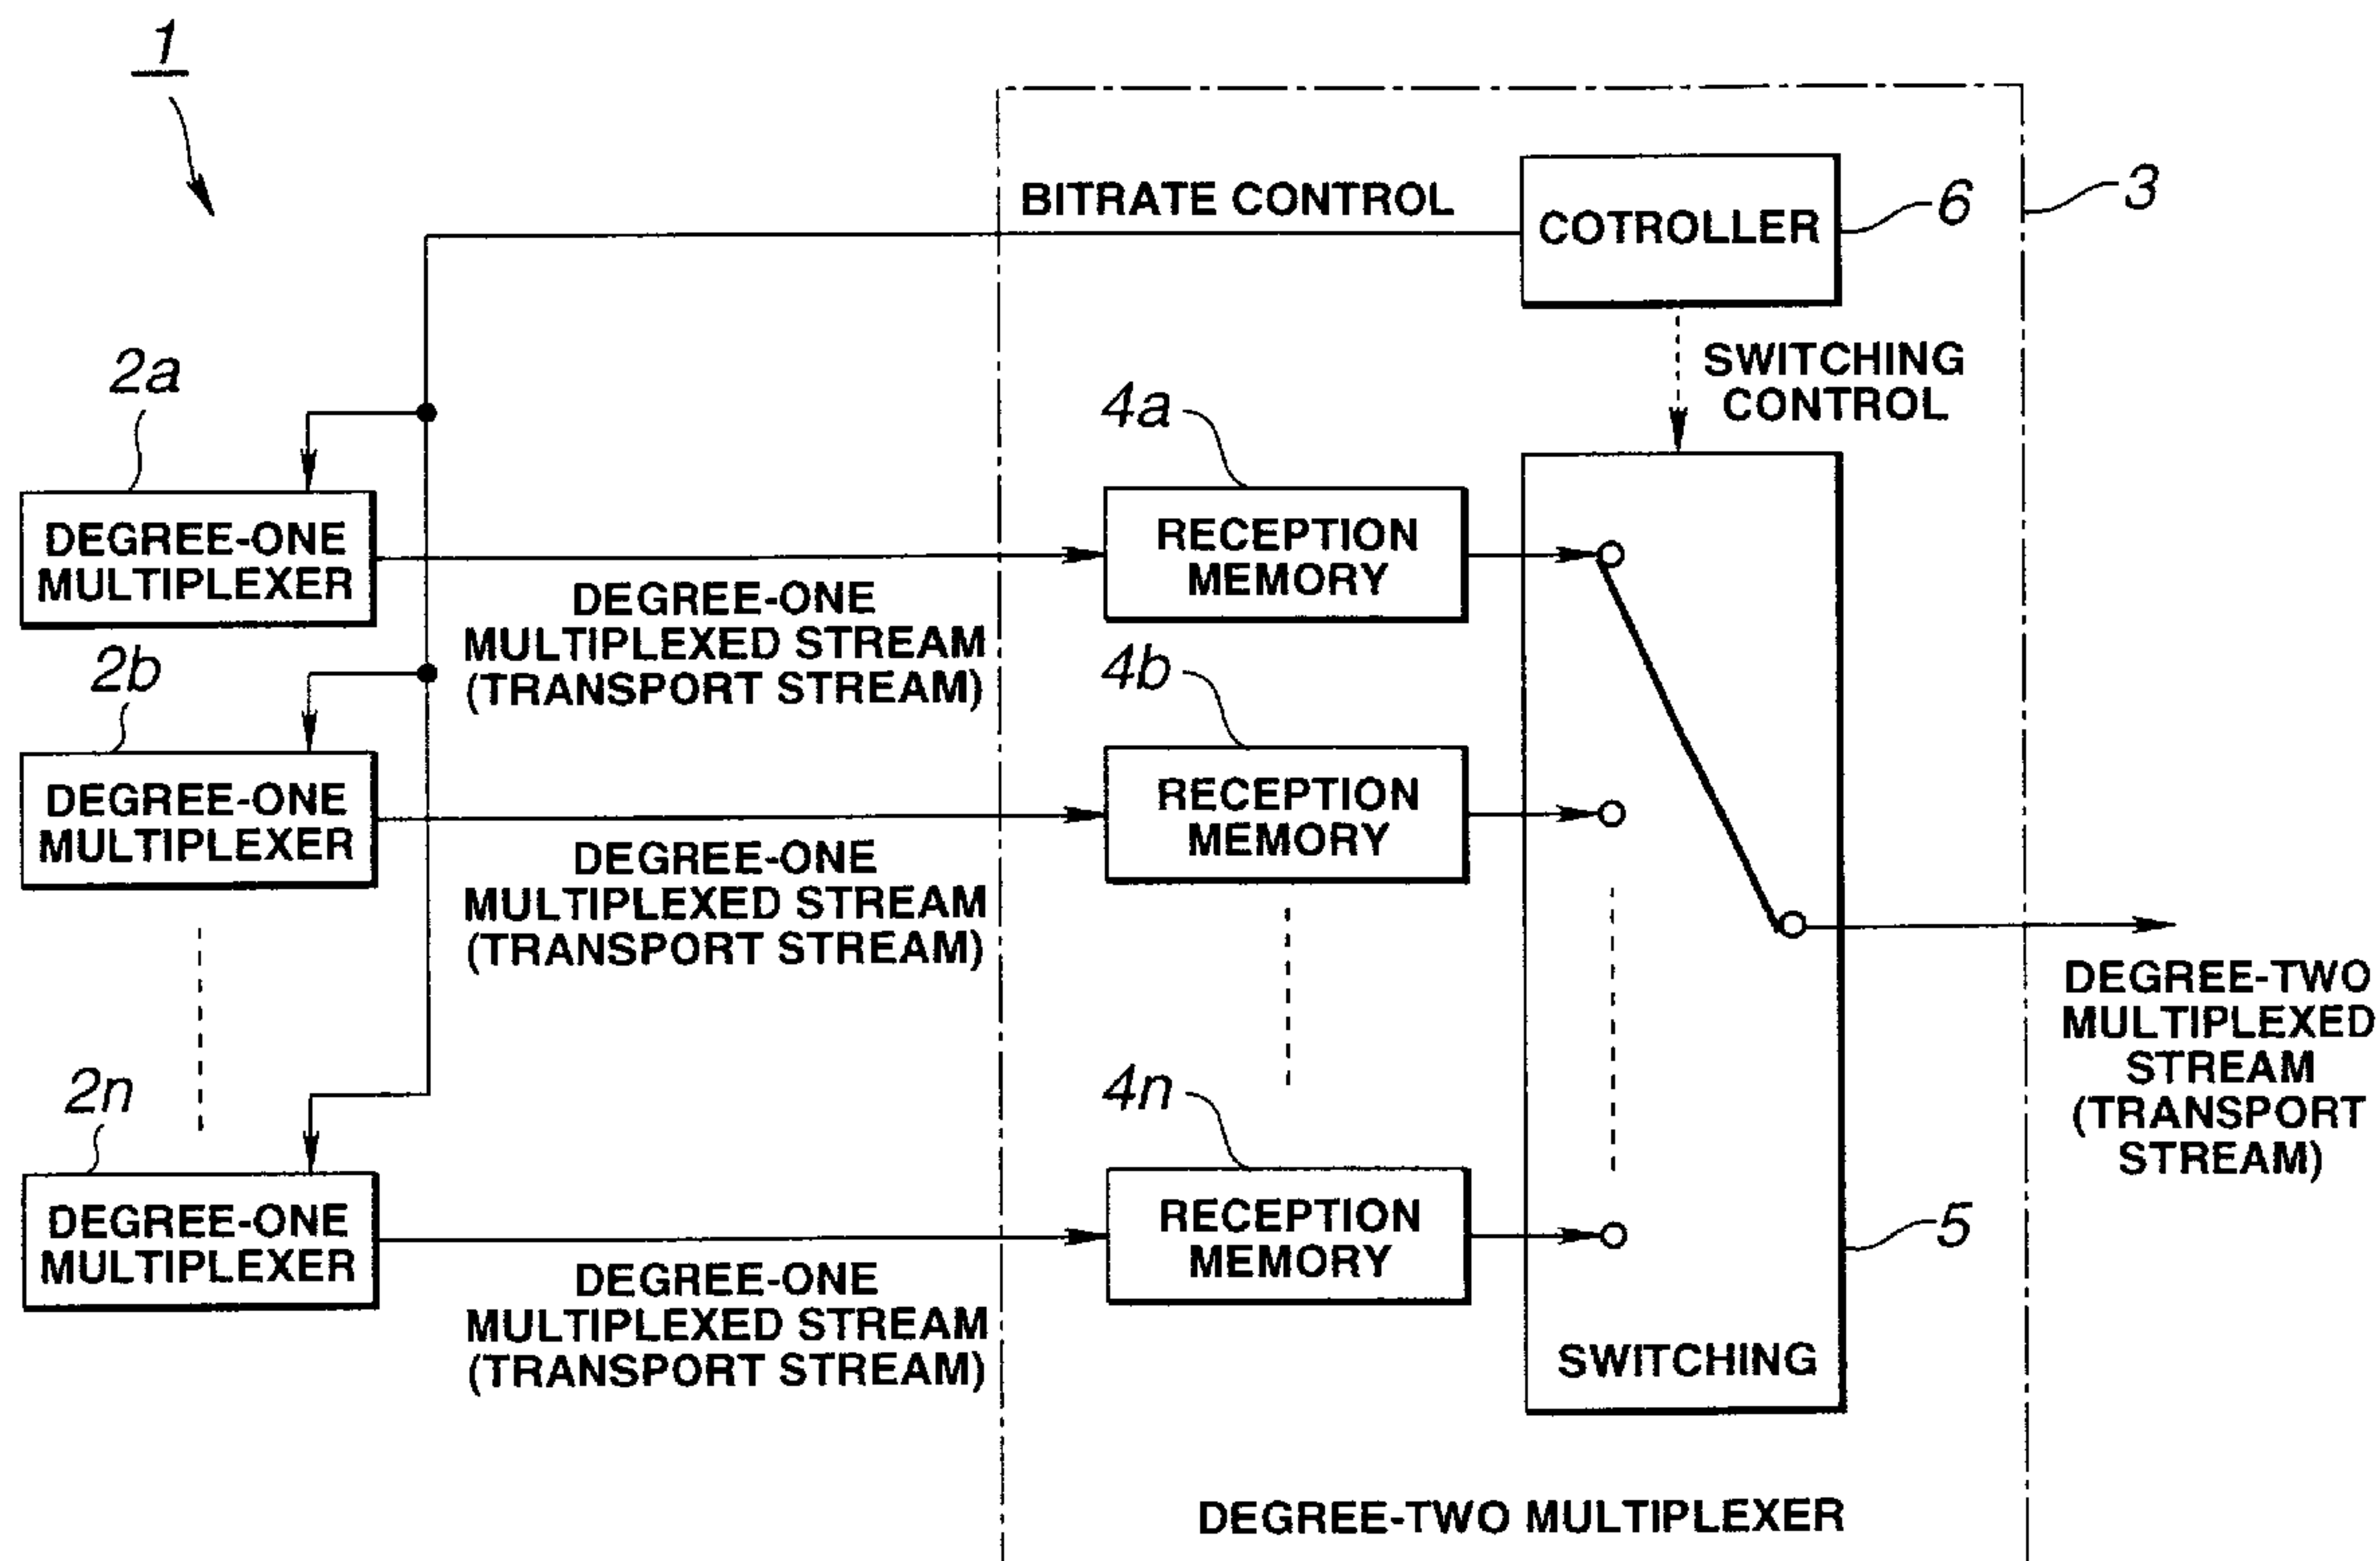 1
BITRATE CONTROL
COTROLLER
6
3
SWITCHING
CONTROL
2a
4a
DEGREE-ONE
MULTIPLEXER
RECEPTION
MEMORY
DEGREE-ONE
MULTIPLEXED STREAM
(TRANSPORT STREAM)
2b
4b
DEGREE-ONE
MULTIPLEXER
RECEPTION
MEMORY
DEGREE-ONE
MULTIPLEXED STREAM
(TRANSPORT STREAM)
DEGREE-TWO
MULTIPLEXED
STREAM
(TRANSPORT
STREAM)
2n
4n
DEGREE-ONE
MULTIPLEXER
RECEPTION
MEMORY
5
DEGREE-ONE
MULTIPLEXED STREAM
(TRANSPORT STREAM)
SWITCHING
DEGREE-TWO MULTIPLEXER